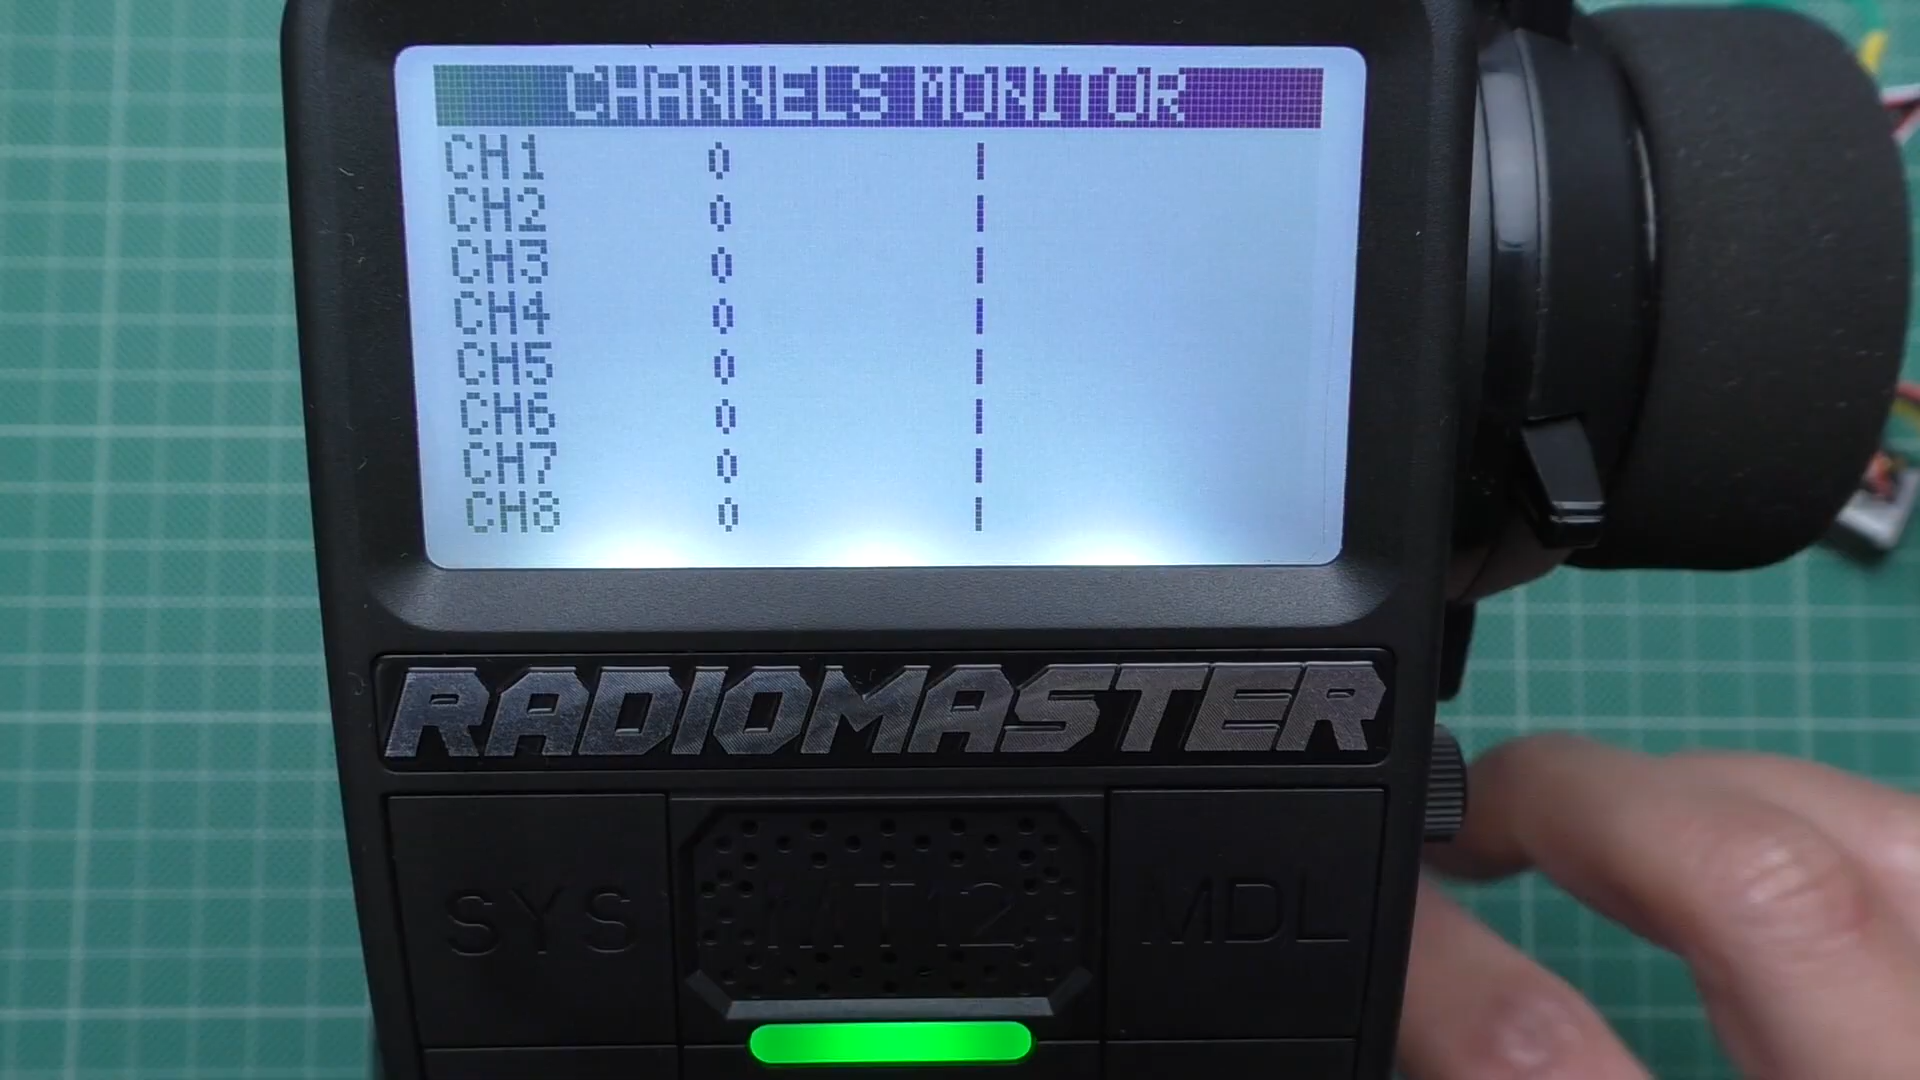 CHANNELS MONITOR
CH1 0
CH2 0
CH3 0
CH4 0
CH5 0
CH6 0
CH7 0
CH8 0
RADIOMASTER
SYS MT12 MDL